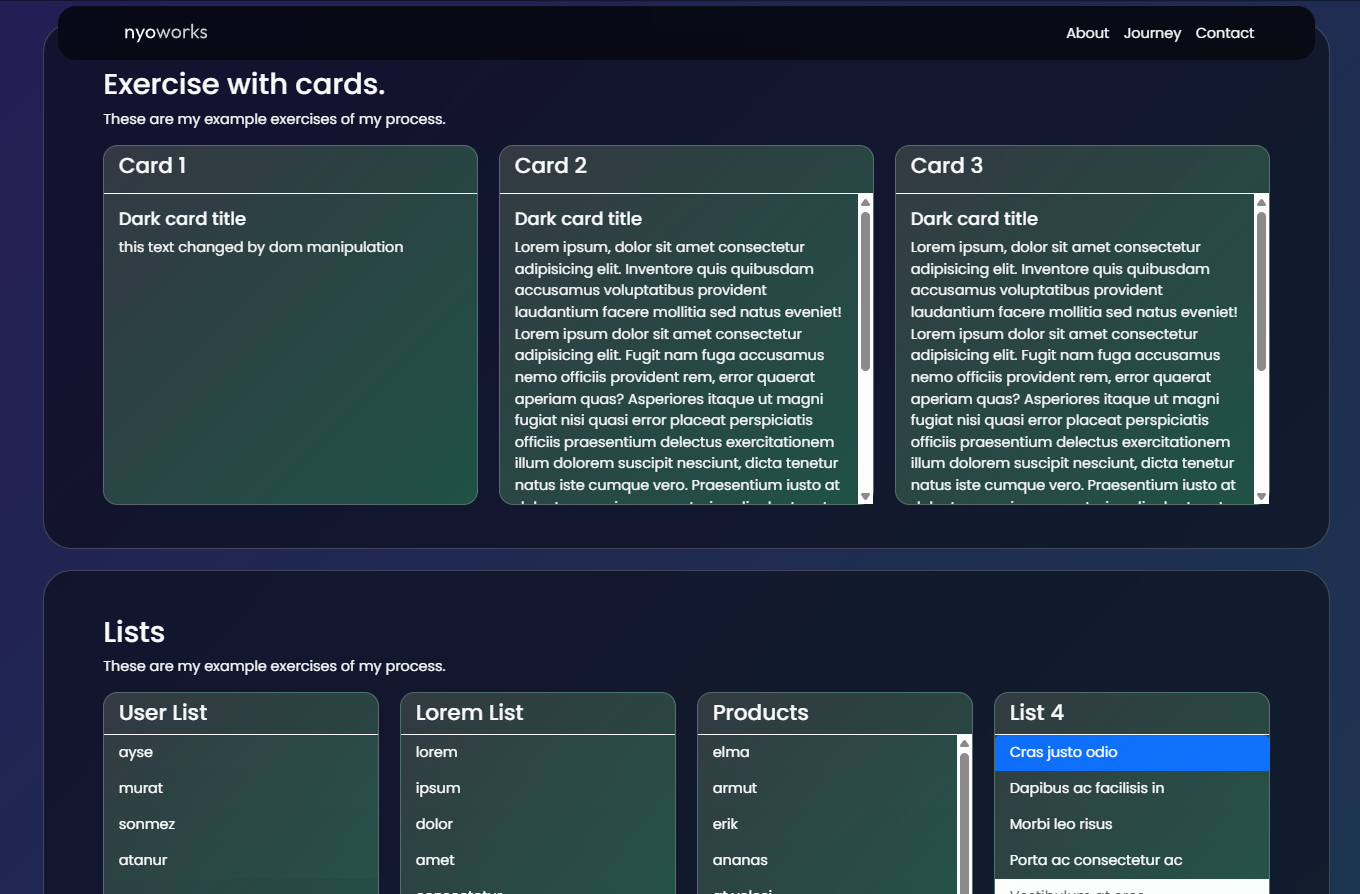 nyoworks
About Journey Contact
Exercise with cards.
These are my example exercises of my process.
Card 1
Dark card title
this text changed by dom manipulation
Card 2
Dark card title
Lorem ipsum, dolor sit amet consectetur
adipisicing elit. Inventore quis quibusdam
accusamus voluptatibus provident
laudantium facere mollitia sed natus eveniet!
Lorem ipsum dolor sit amet consectetur
adipisicing elit. Fugit nam fuga accusamus
nemo officiis provident rem, error quaerat
aperiam quas? Asperiores itaque ut magni
fugiat nisi quasi error placeat perspiciatis
officiis praesentium delectus exercitationem
illum dolorem suscipit nesciunt, dicta tenetur
natus iste cumque vero. Praesentium iusto at
Card 3
Dark card title
Lorem ipsum, dolor sit amet consectetur
adipisicing elit. Inventore quis quibusdam
accusamus voluptatibus provident
laudantium facere mollitia sed natus eveniet!
Lorem ipsum dolor sit amet consectetur
adipisicing elit. Fugit nam fuga accusamus
nemo officiis provident rem, error quaerat
aperiam quas? Asperiores itaque ut magni
fugiat nisi quasi error placeat perspiciatis
officiis praesentium delectus exercitationem
illum dolorem suscipit nesciunt, dicta tenetur
natus iste cumque vero. Praesentium iusto at
Lists
These are my example exercises of my process.
User List
ayse
murat
sonmez
atanur
Lorem List
lorem
ipsum
dolor
amet
consectetur
Products
elma
armut
erik
ananas
List 4
Cras justo odio
Dapibus ac facilisis in
Morbi leo risus
Porta ac consectetur ac
Vestibulum at eros